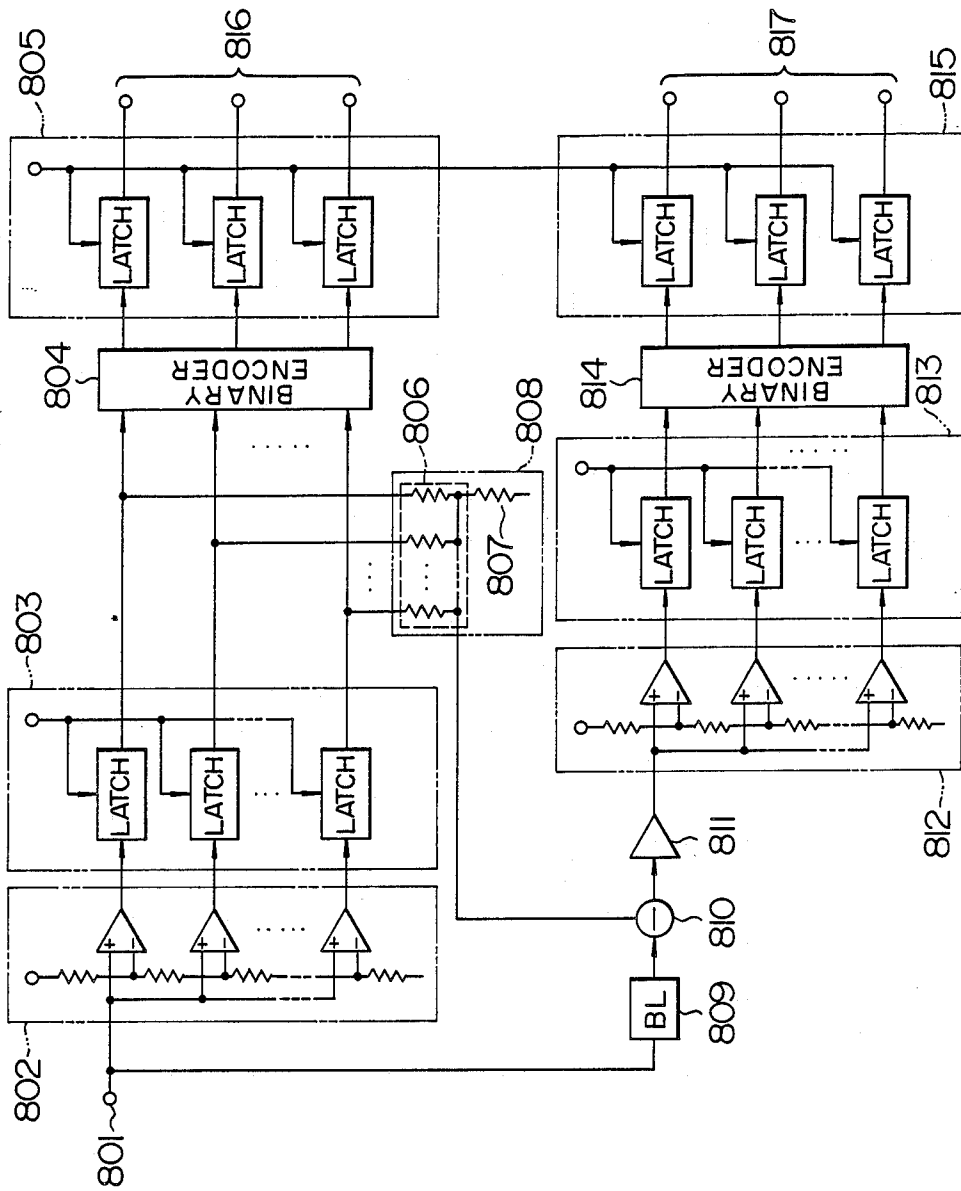 805
816
804
LATCH
LATCH
LATCH
BINARY
ENCODER
806
808
807
803
LATCH
LATCH
LATCH
+
−
+
−
+
−
802
801
817
815
LATCH
LATCH
LATCH
814
BINARY
ENCODER
813
LATCH
LATCH
LATCH
+
−
+
−
+
−
812
811
−
810
BL
809